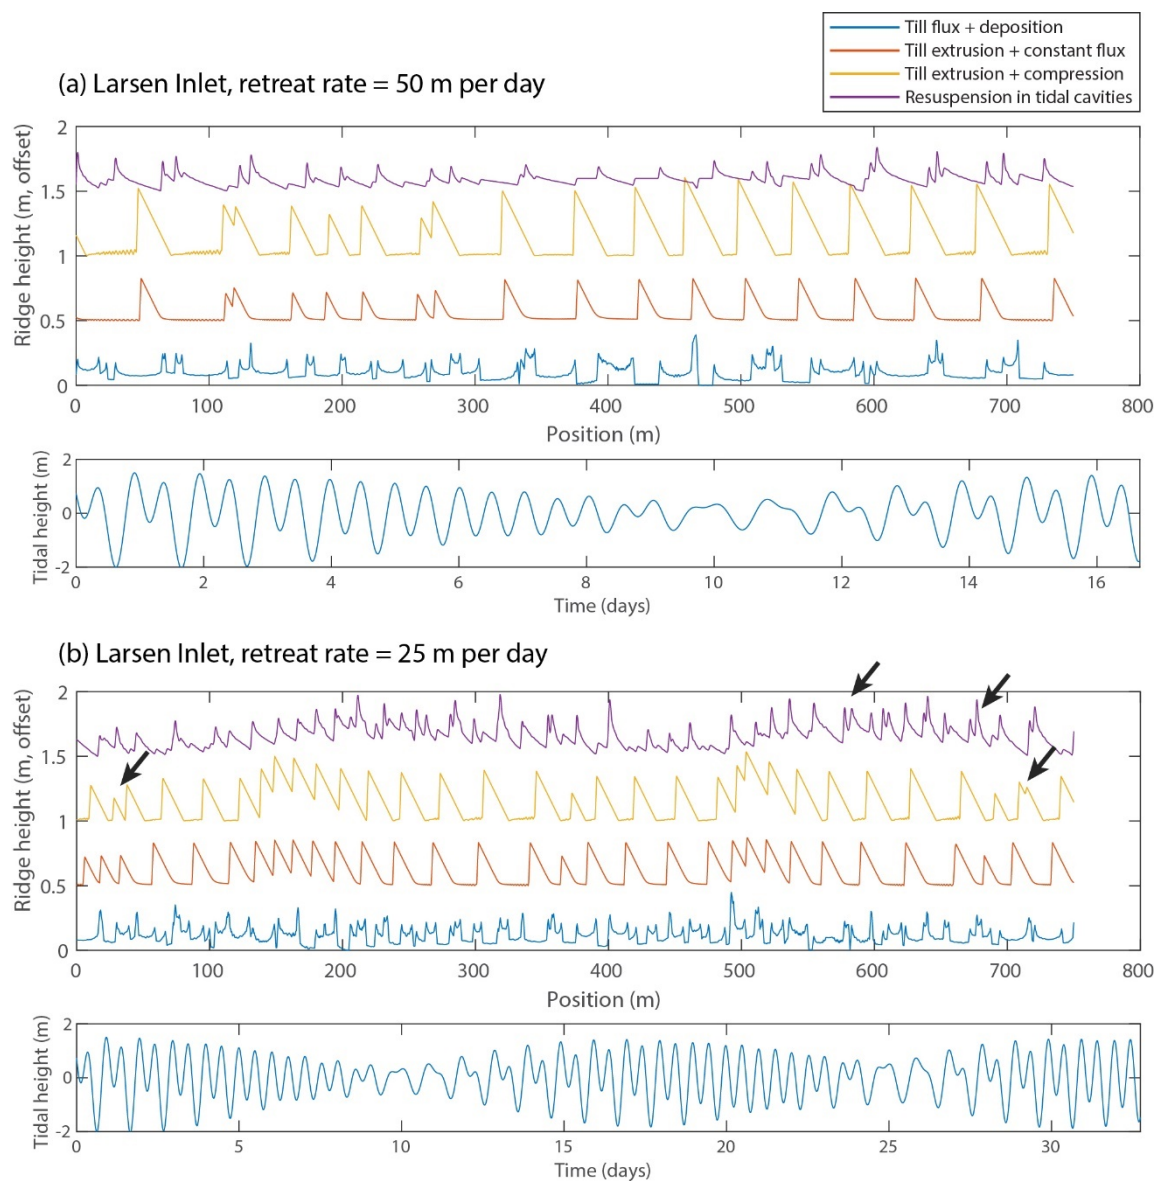 Till flux + deposition
Till extrusion + constant flux
Till extrusion + compression
Resuspension in tidal cavities
(a) Larsen Inlet, retreat rate = 50 m per day
Ridge height (m, offset)
2
1.5
1
0.5
0
0 100 200 300 400 500 600 700 800
Position (m)
Tidal height (m)
2
0
-2
0 2 4 6 8 10 12 14 16
Time (days)
(b) Larsen Inlet, retreat rate = 25 m per day
Ridge height (m, offset)
2
1.5
1
0.5
0
0 100 200 300 400 500 600 700 800
Position (m)
Tidal height (m)
2
0
-2
0 5 10 15 20 25 30
Time (days)